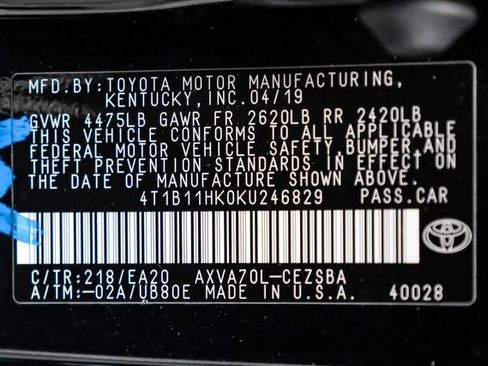 MFD.BY:TOYOTA MOTOR MANUFACTURING,
KENTUCKY,INC.04/19
GVWR 4475LB GAWR FR 2620LB RR 2420LB
THIS VEHICLE CONFORMS TO ALL APPLICABLE
FEDERAL MOTOR VEHICLE SAFETY,BUMPER,AND
THEFT PREVENTION STANDARDS IN EFFECT ON
THE DATE OF MANUFACTURE SHOWN ABOVE.
4T1B11HK0KU246829 PASS.CAR
C/TR:218/EA20 AXVA70L-CEZSBA
A/TM:-02A/UB80E MADE IN U.S.A. 40028